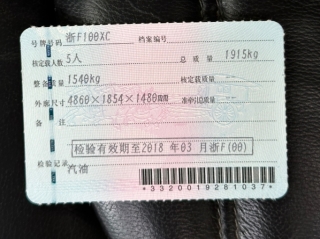 号牌号码 浙F100XC 档案编号
核定载人数 5人 总质量 1915kg
整备质量 1540kg 核定载质量
外廓尺寸 4860×1854×1480 准牵引总质量
备注
检验有效期至2018年03月浙F(00)
检验记录
汽油
*3320019281037*